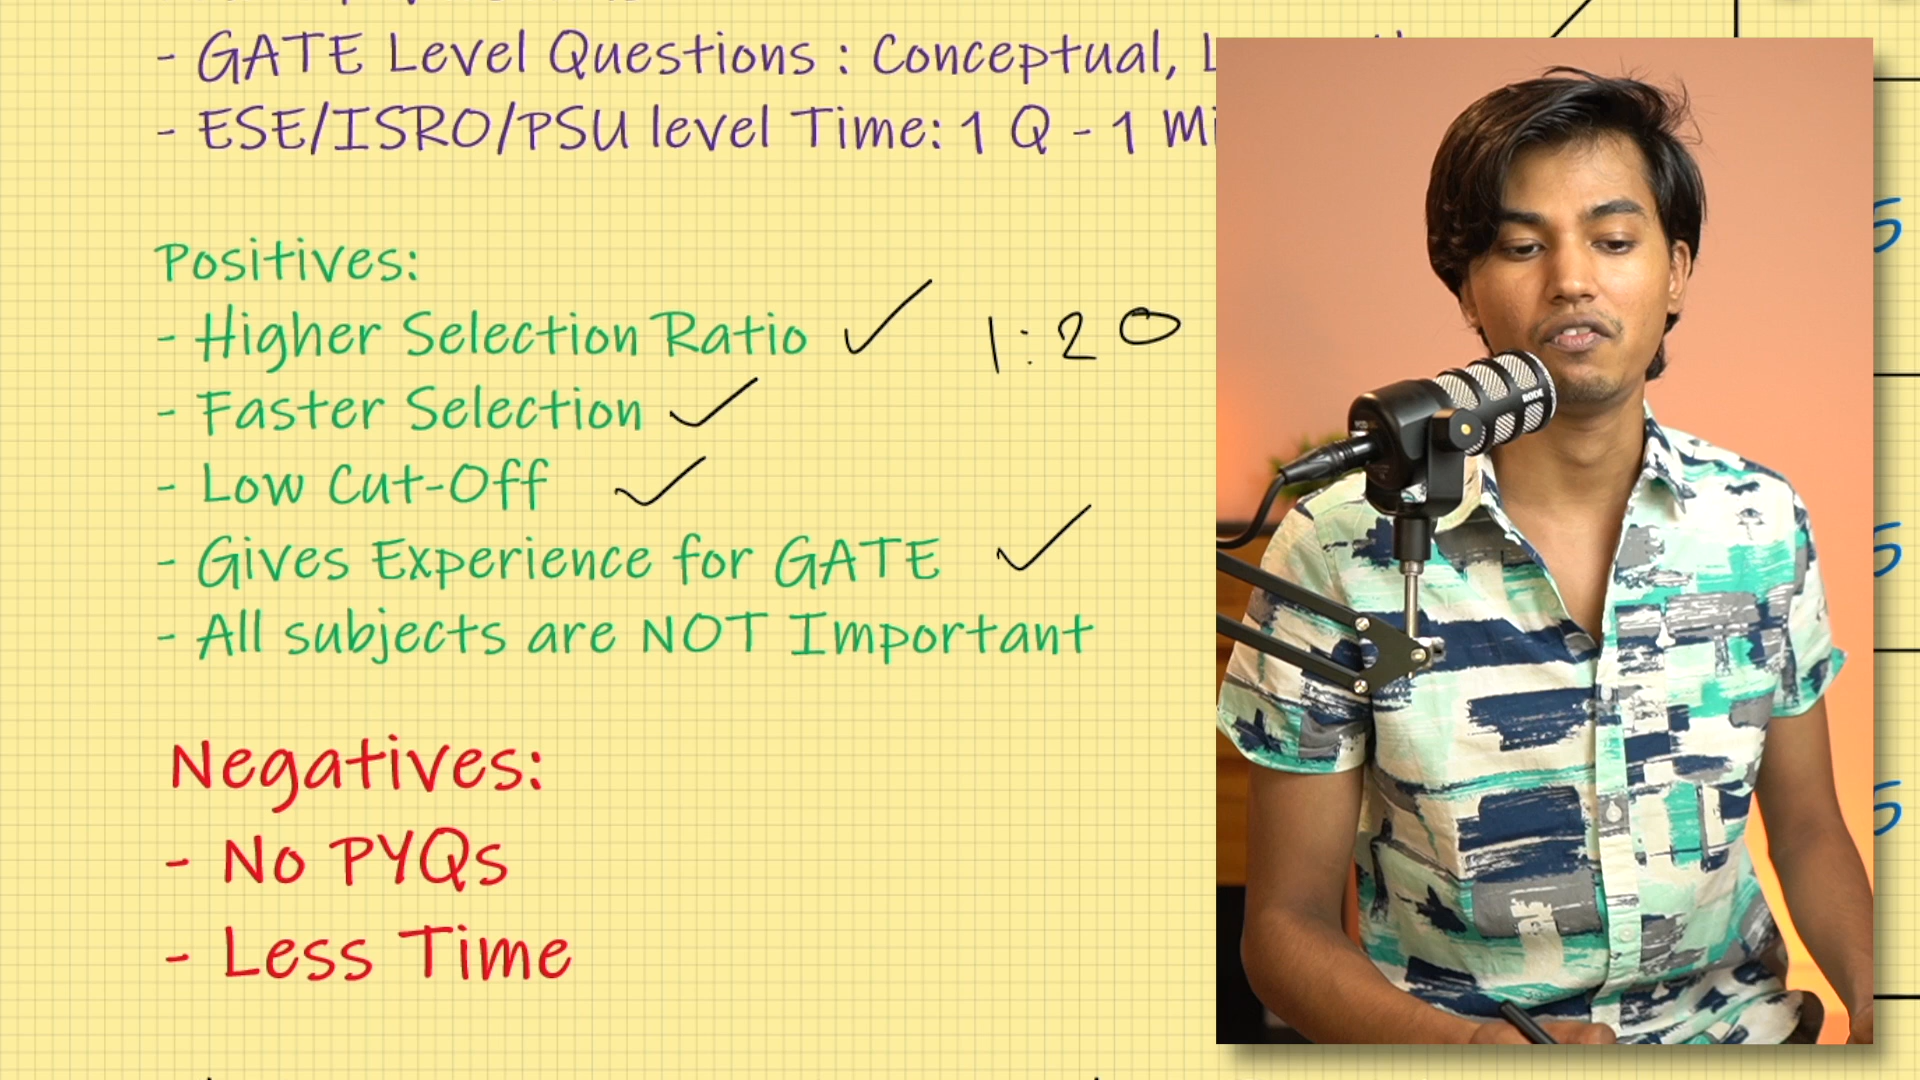 - GATE Level Questions : Conceptual,
- ESE/ISRO/PSU level Time: 1 Q - 1
Positives:
- Higher Selection Ratio 1:20
- Faster Selection
- Low Cut-Off
- Gives Experience for GATE
- All subjects are NOT Important
Negatives:
- No PYQs
- Less Time
RODE